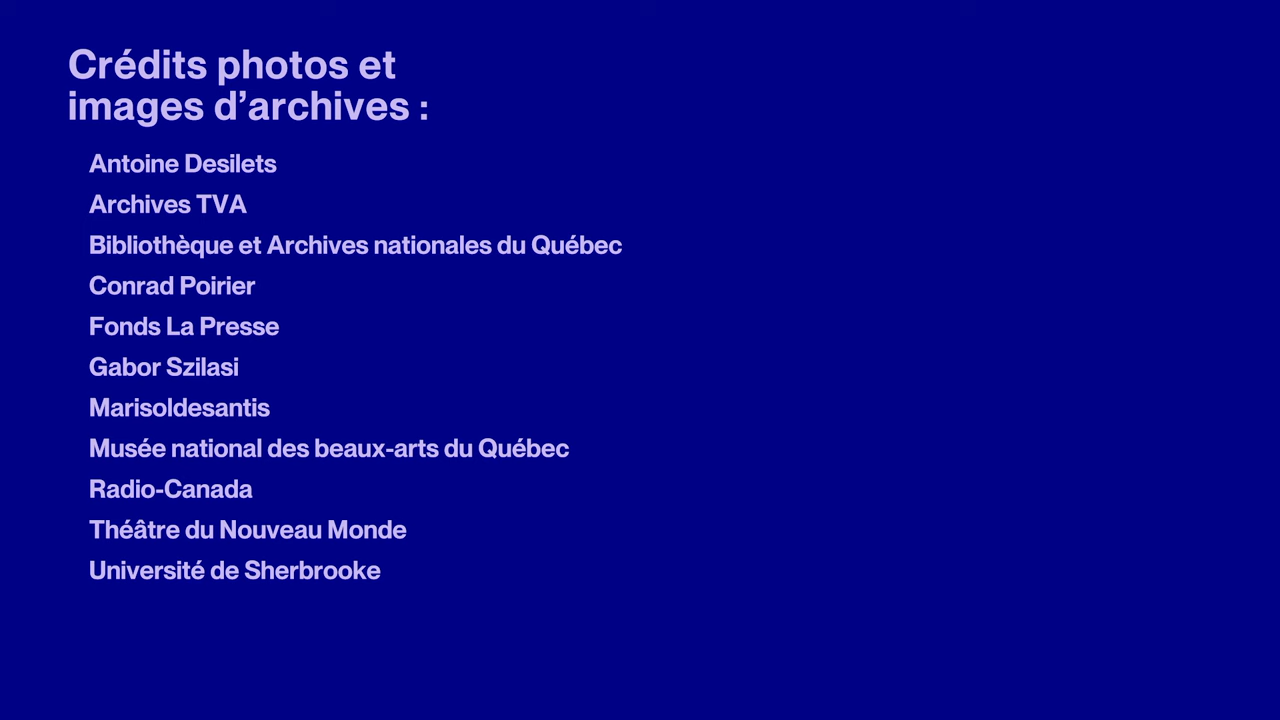 Crédits photos et
images d’archives :
Antoine Desilets
Archives TVA
Bibliothèque et Archives nationales du Québec
Conrad Poirier
Fonds La Presse
Gabor Szilasi
Marisoldesantis
Musée national des beaux-arts du Québec
Radio-Canada
Théâtre du Nouveau Monde
Université de Sherbrooke